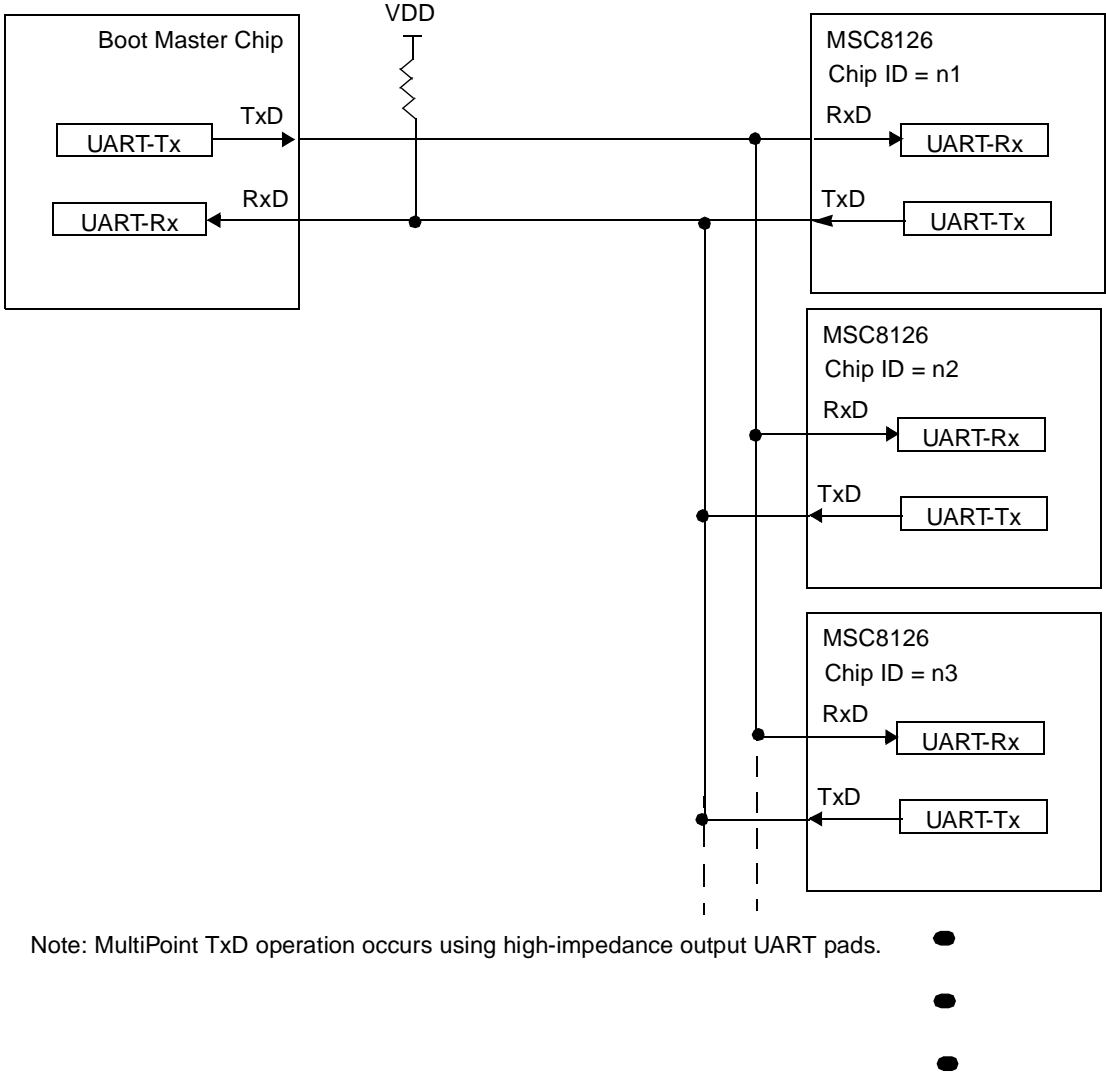 VDD
Boot Master Chip
TxD
UART-Tx
RxD
UART-Rx
MSC8126
Chip ID = n1
RxD
UART-Rx
TxD
UART-Tx
MSC8126
Chip ID = n2
RxD
UART-Rx
TxD
UART-Tx
MSC8126
Chip ID = n3
RxD
UART-Rx
TxD
UART-Tx
Note: MultiPoint TxD operation occurs using high-impedance output UART pads.